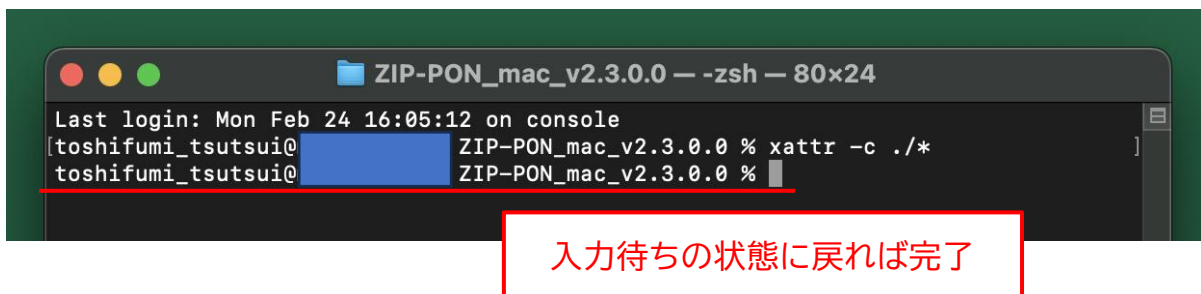 ZIP-PON_mac_v2.3.0.0 — -zsh — 80×24
Last login: Mon Feb 24 16:05:12 on console
[toshifumi_tsutsui@ ZIP-PON_mac_v2.3.0.0 % xattr -c ./* ]
toshifumi_tsutsui@ ZIP-PON_mac_v2.3.0.0 %
入力待ちの状態に戻れば完了